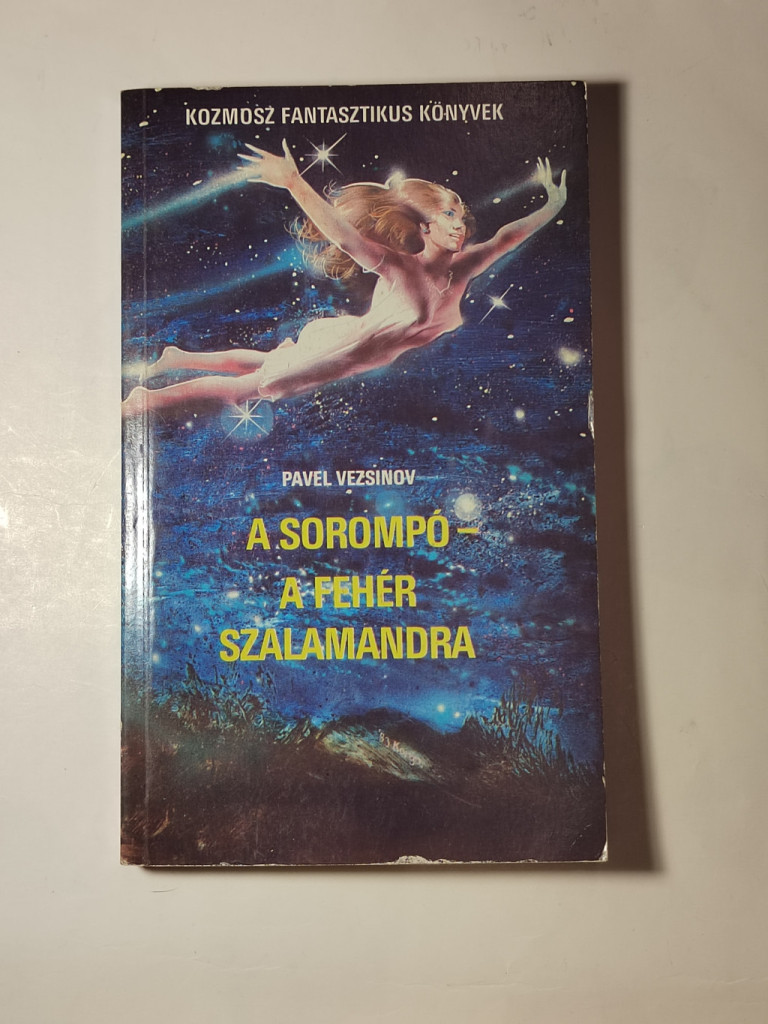 KOZMOSZ FANTASZTIKUS KÖNYVEK
PAVEL VEZSINOV
A SOROMPÓ –
A FEHÉR
SZALAMANDRA